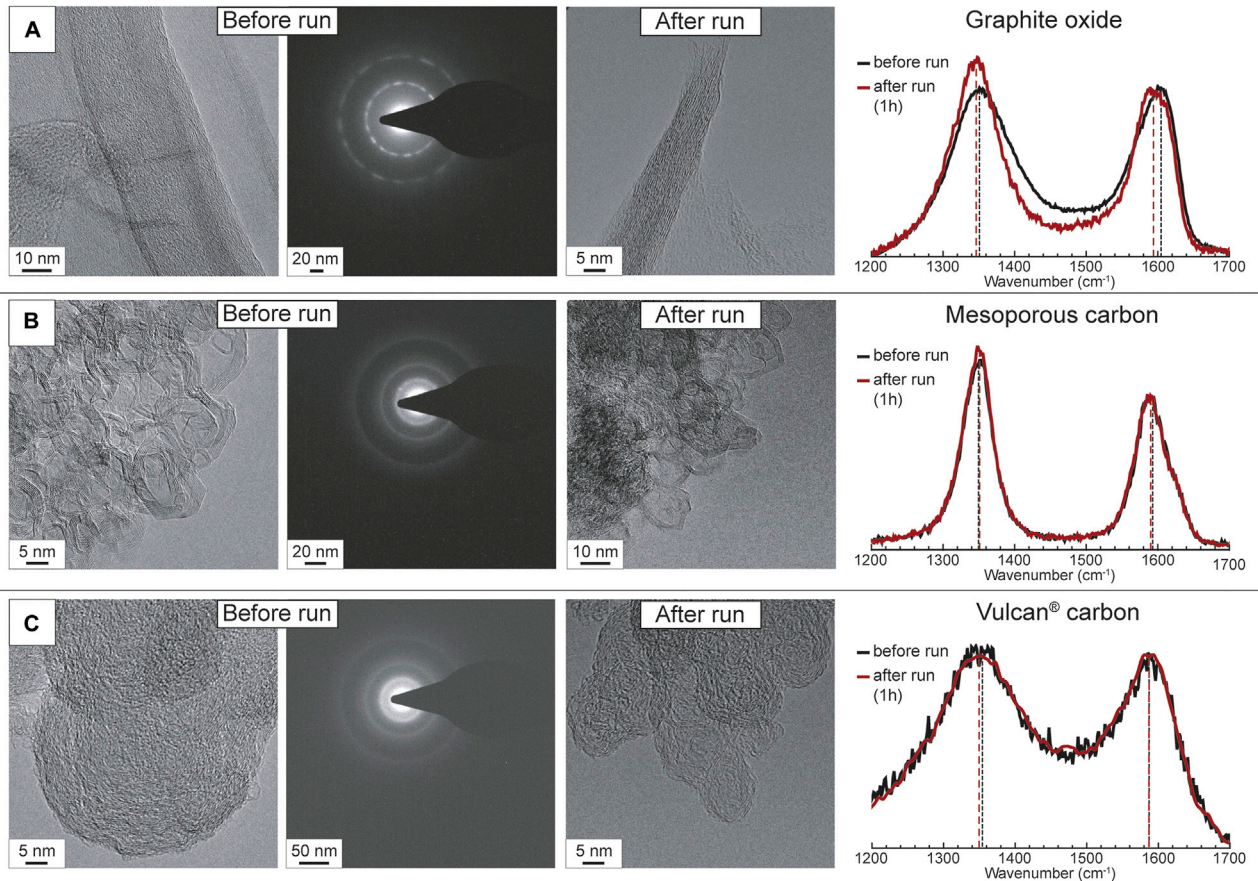 A
Before run
After run
Graphite oxide
before run
after run
(1h)
10 nm
20 nm
5 nm
1200 1300 1400 1500 1600 1700
Wavenumber (cm-1)
B
Before run
After run
Mesoporous carbon
before run
after run
(1h)
5 nm
20 nm
10 nm
1200 1300 1400 1500 1600 1700
Wavenumber (cm-1)
C
Before run
After run
Vulcan® carbon
before run
after run
(1h)
5 nm
50 nm
5 nm
1200 1300 1400 1500 1600 1700
Wavenumber (cm-1)